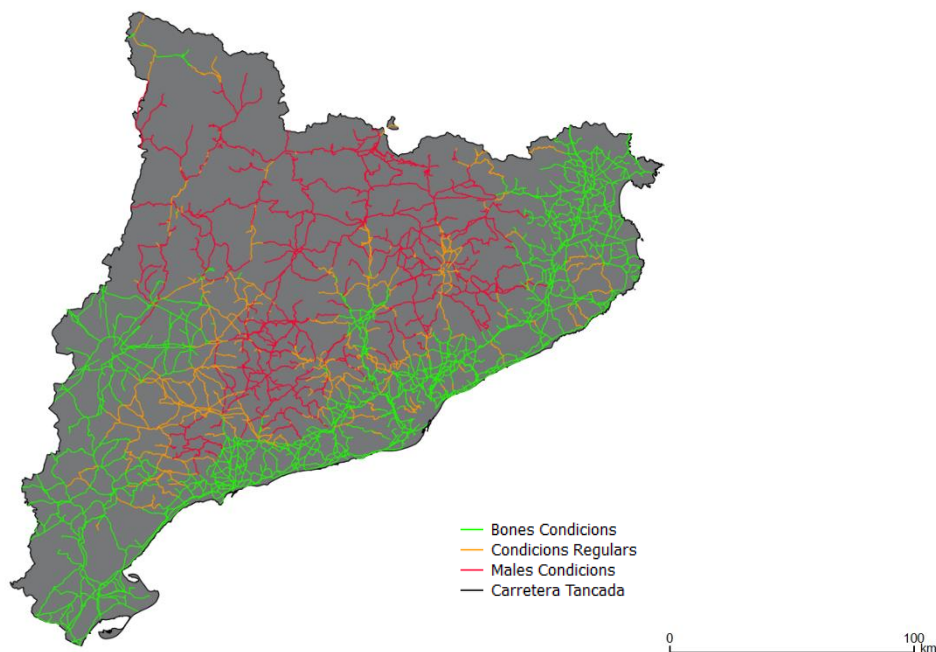 Bones Condicions
Condicions Regulars
Males Condicions
Carretera Tancada
0 100
km